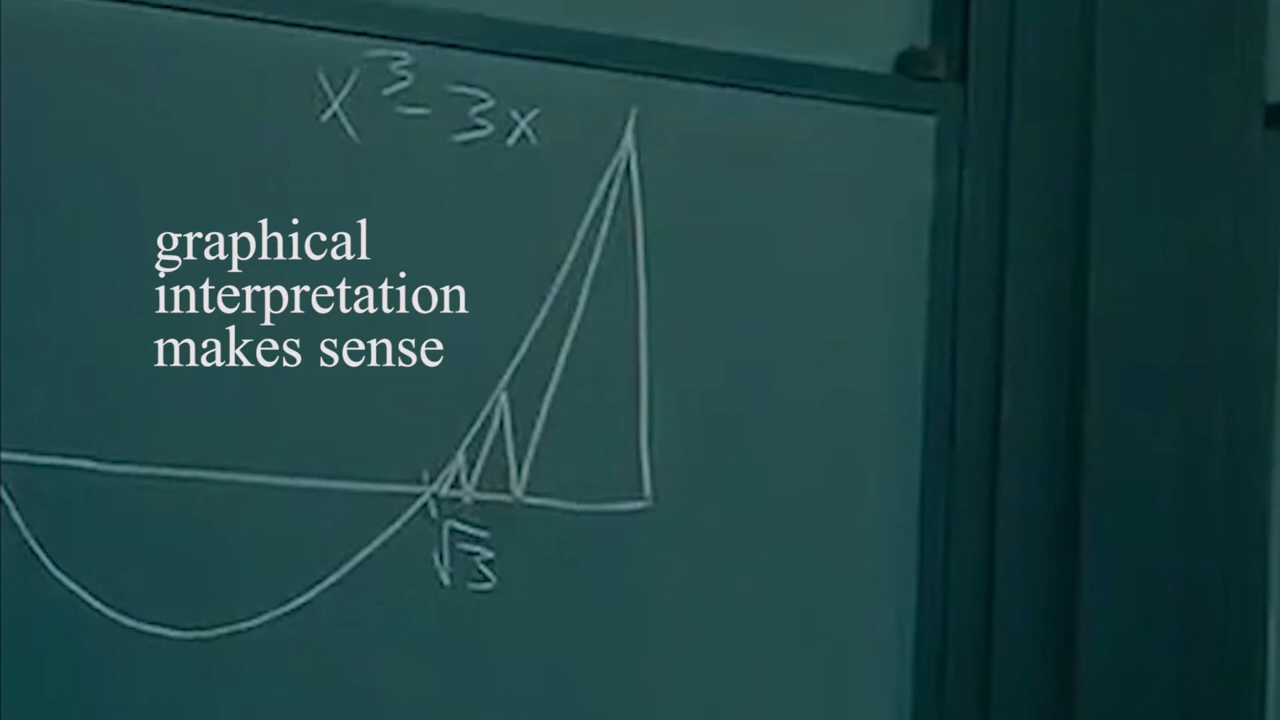 x³-3x
graphical
interpretation
makes sense
√3